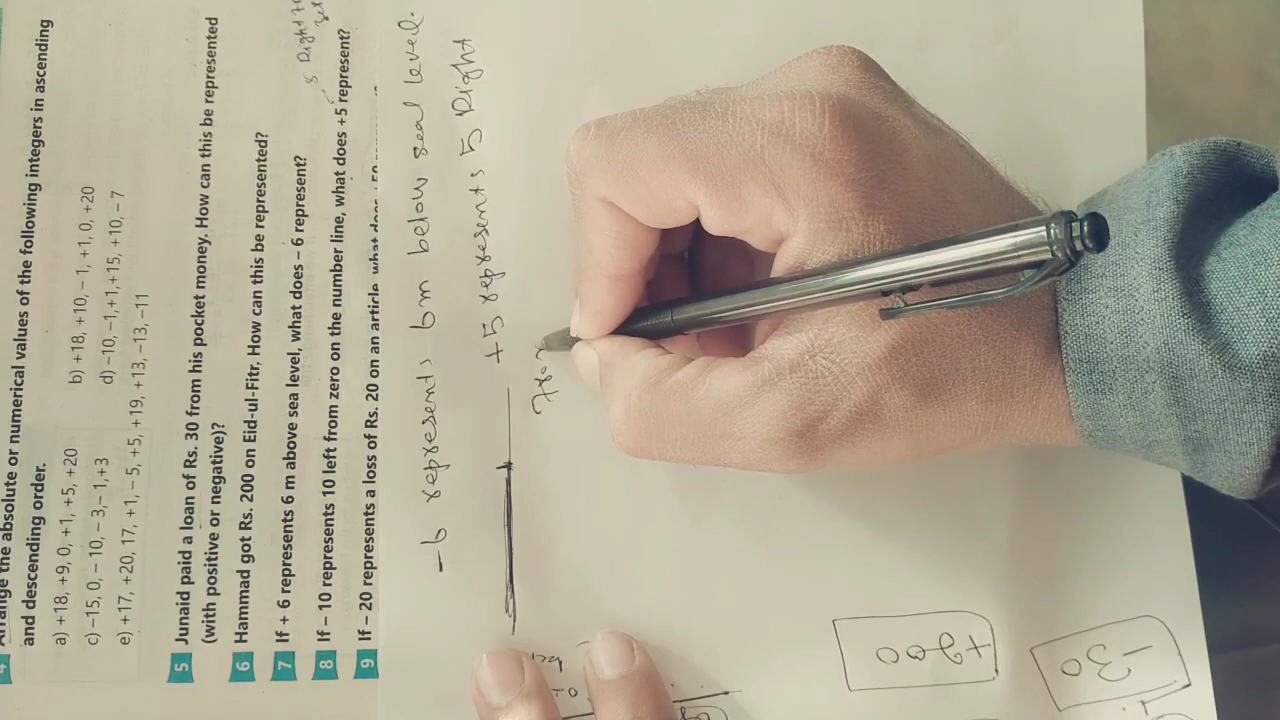 4 Arrange the absolute or numerical values of the following integers in ascending
and descending order.
a) +18, +9, 0, +1, +5, +20
b) +18, +10, – 1, +1, 0, +20
c) –15, 0, – 10, – 3,–1,+3
d) –10, –1,+1,+15, +10, – 7
e) +17, +20, 17, +1, – 5, +5, +19, +13, –13, –11
5 Junaid paid a loan of Rs. 30 from his pocket money. How can this be represented
(with positive or negative)?
6 Hammad got Rs. 200 on Eid-ul-Fitr. How can this be represented?
7 If + 6 represents 6 m above sea level, what does – 6 represent?
8 If – 10 represents 10 left from zero on the number line, what does +5 represent?
9 If – 20 represents a loss of Rs. 20 on an article, what does
Right
-6 represents 6m below seal level.
+5 represents 5 Right
+200
-30